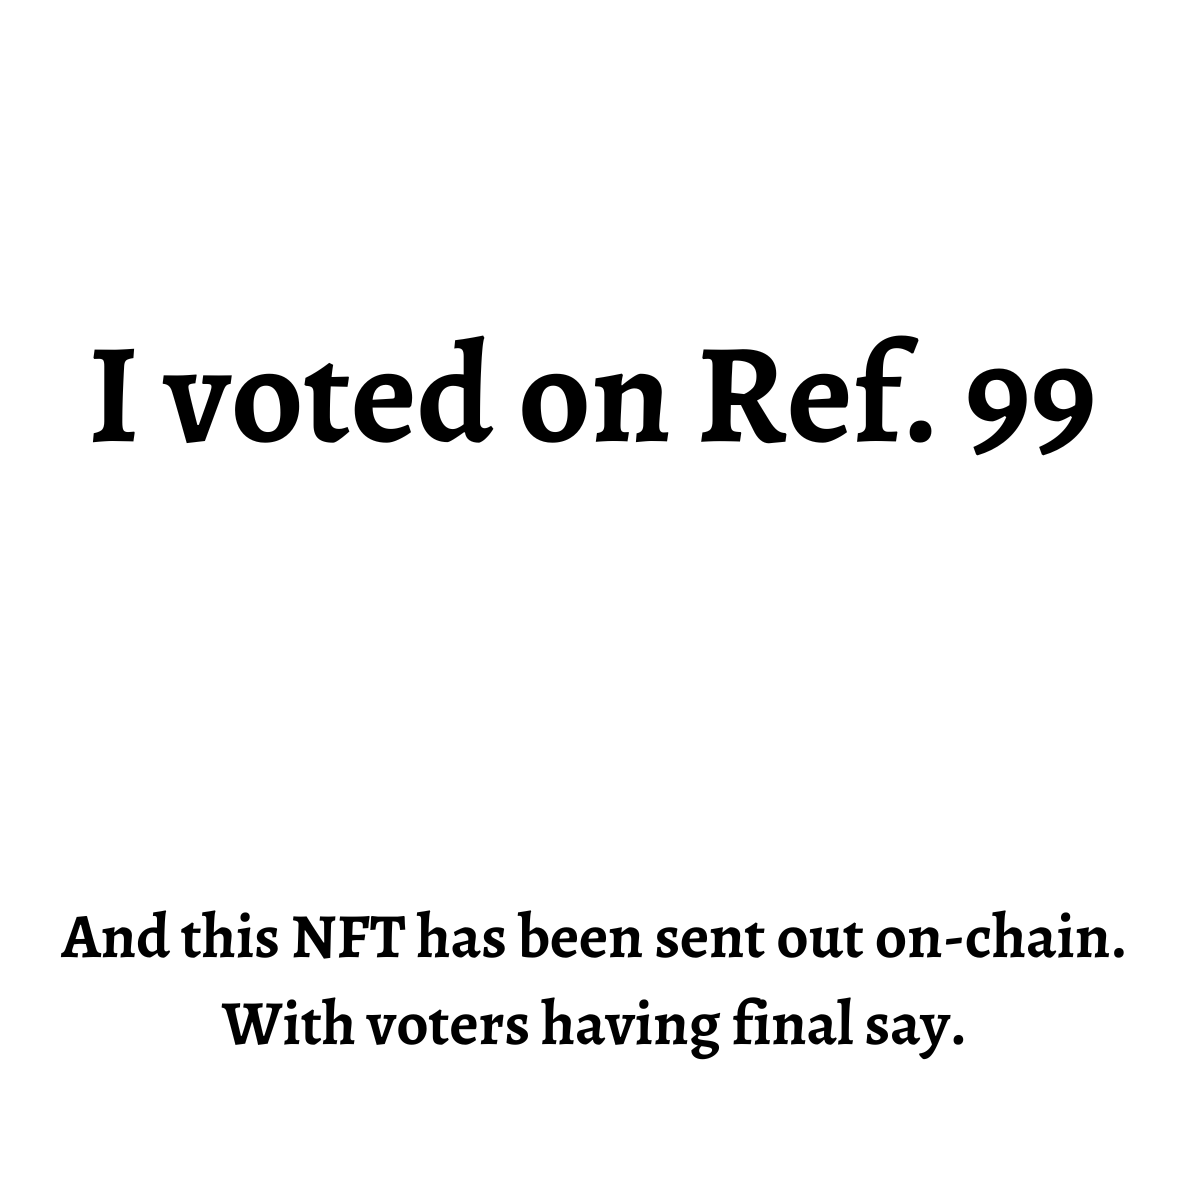 I voted on Ref. 99
And this NFT has been sent out on-chain.
With voters having final say.